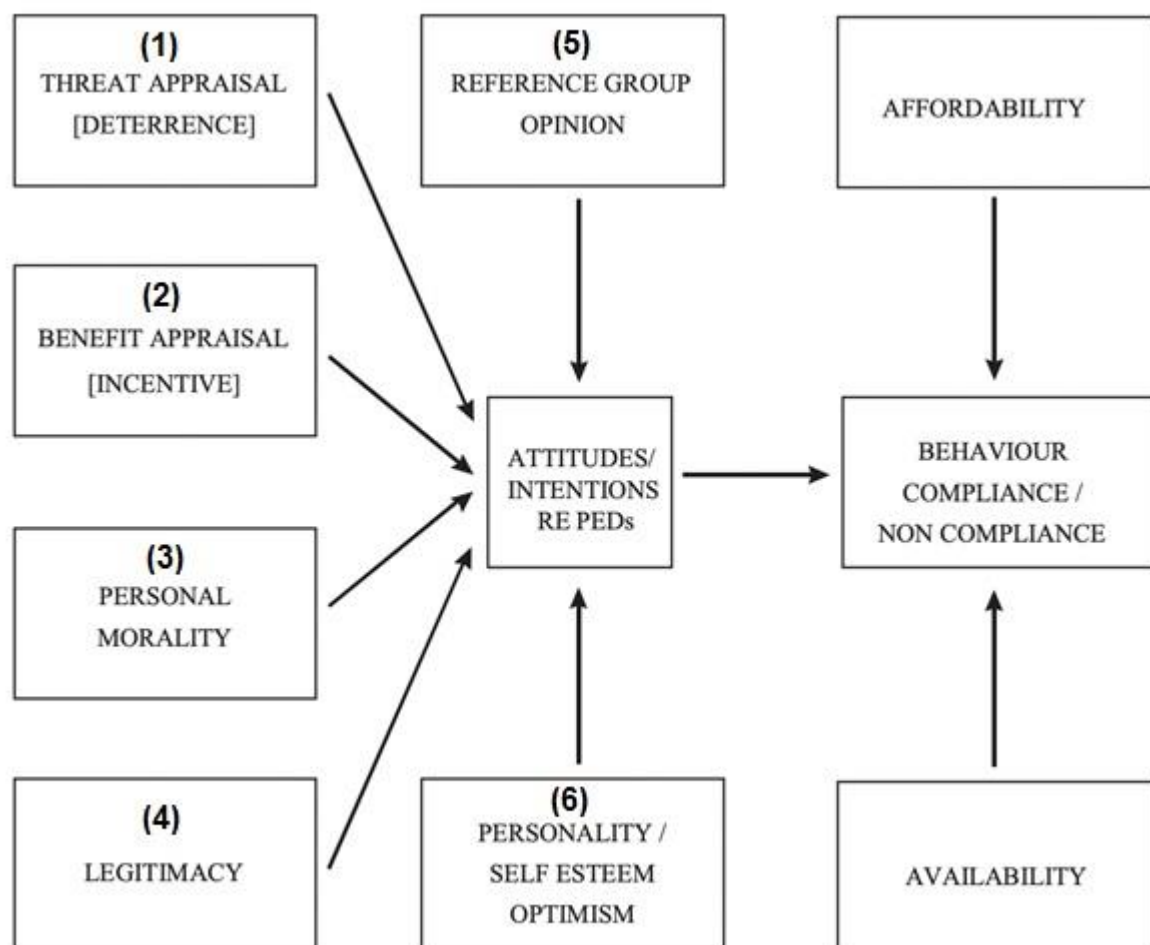 (1)
THREAT APPRAISAL
[DETERRENCE]
(5)
REFERENCE GROUP
OPINION
AFFORDABILITY
(2)
BENEFIT APPRAISAL
[INCENTIVE]
ATTITUDES/
INTENTIONS
RE PEDs
BEHAVIOUR
COMPLIANCE /
NON COMPLIANCE
(3)
PERSONAL
MORALITY
(4)
LEGITIMACY
(6)
PERSONALITY /
SELF ESTEEM
OPTIMISM
AVAILABILITY